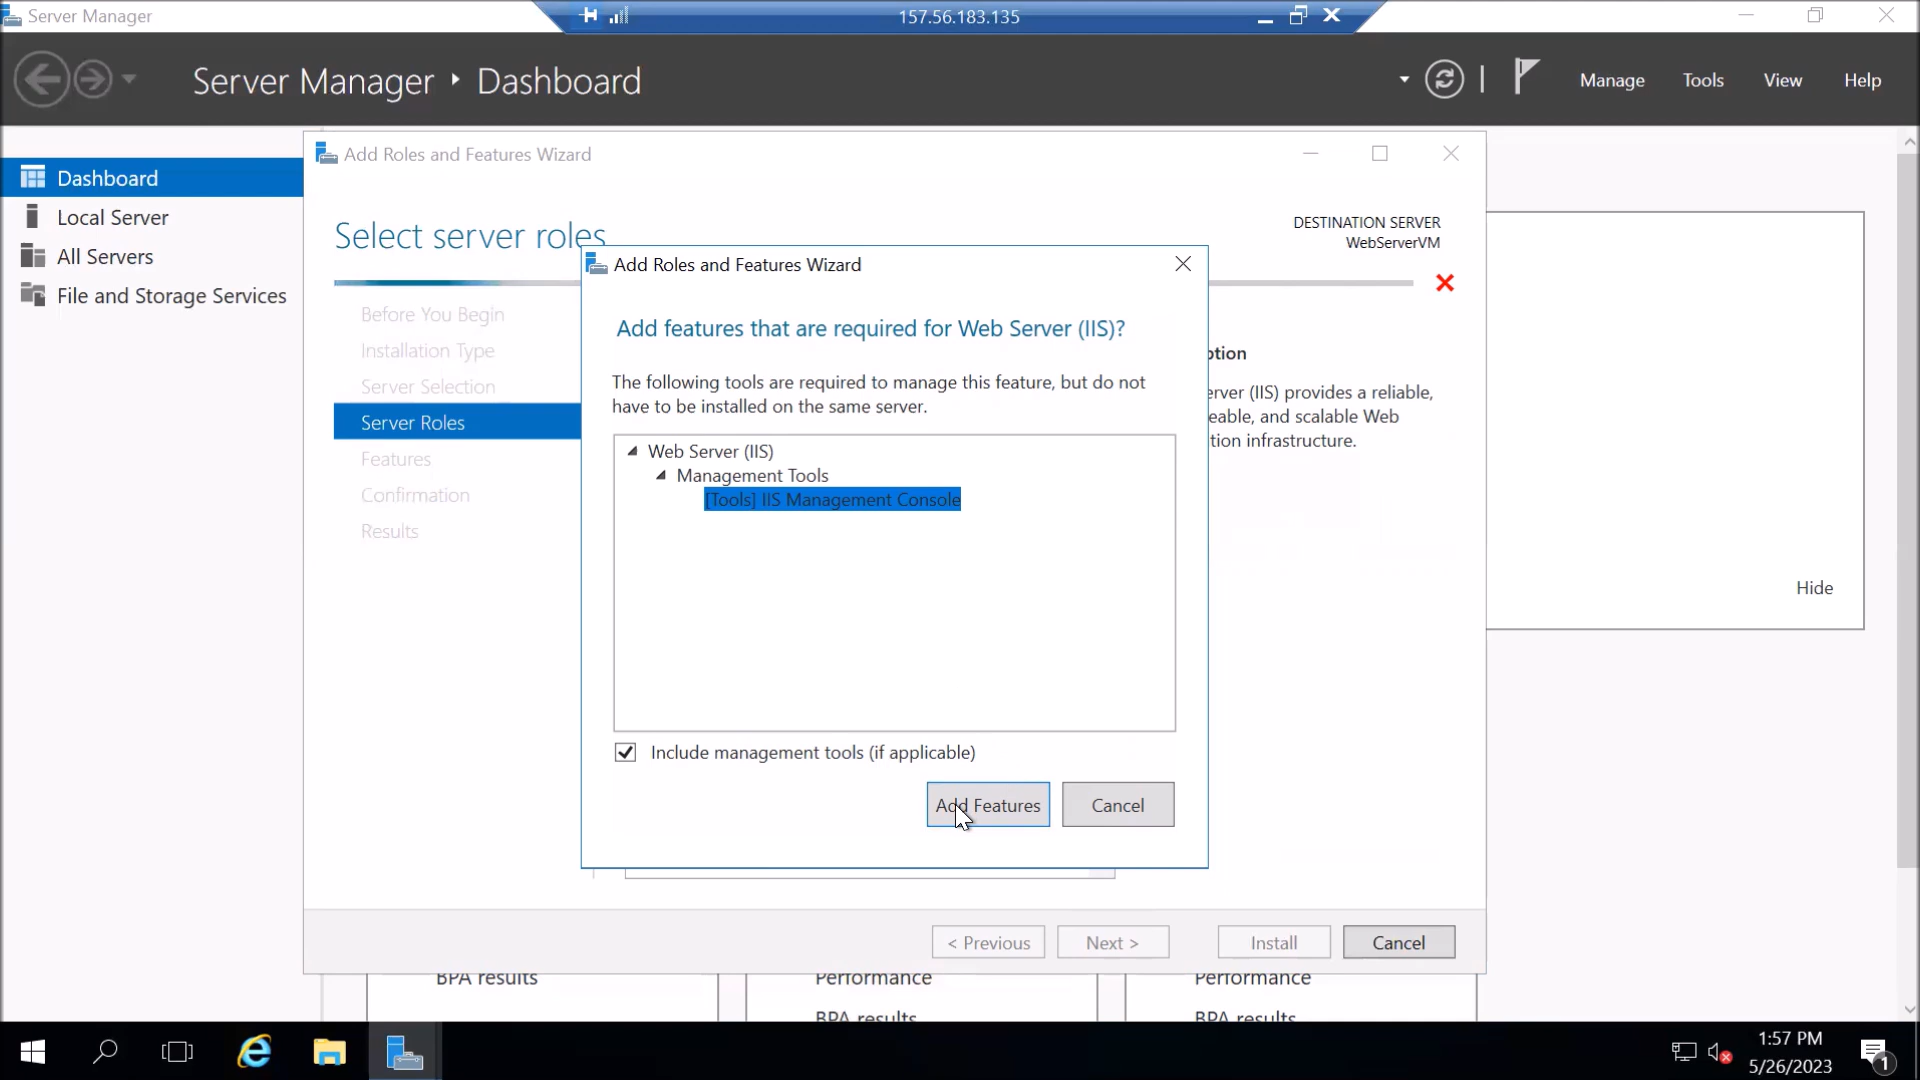 Server Manager
157.56.183.135
Server Manager
Dashboard
Manage
Tools
View
Help
Dashboard
Local Server
All Servers
File and Storage Services
Add Roles and Features Wizard
Select server roles
DESTINATION SERVER
WebServerVM
Before You Begin
Installation Type
Server Selection
Server Roles
Features
Confirmation
Results
Add Roles and Features Wizard
Add features that are required for Web Server (IIS)?
The following tools are required to manage this feature, but do not
have to be installed on the same server.
Web Server (IIS)
Management Tools
[Tools] IIS Management Console
Include management tools (if applicable)
Add Features
Cancel
ption
erver (IIS) provides a reliable,
eable, and scalable Web
tion infrastructure.
Hide
< Previous
Next >
Install
Cancel
BPA results
Performance
BPA results
Performance
BPA results
1:57 PM
5/26/2023
1